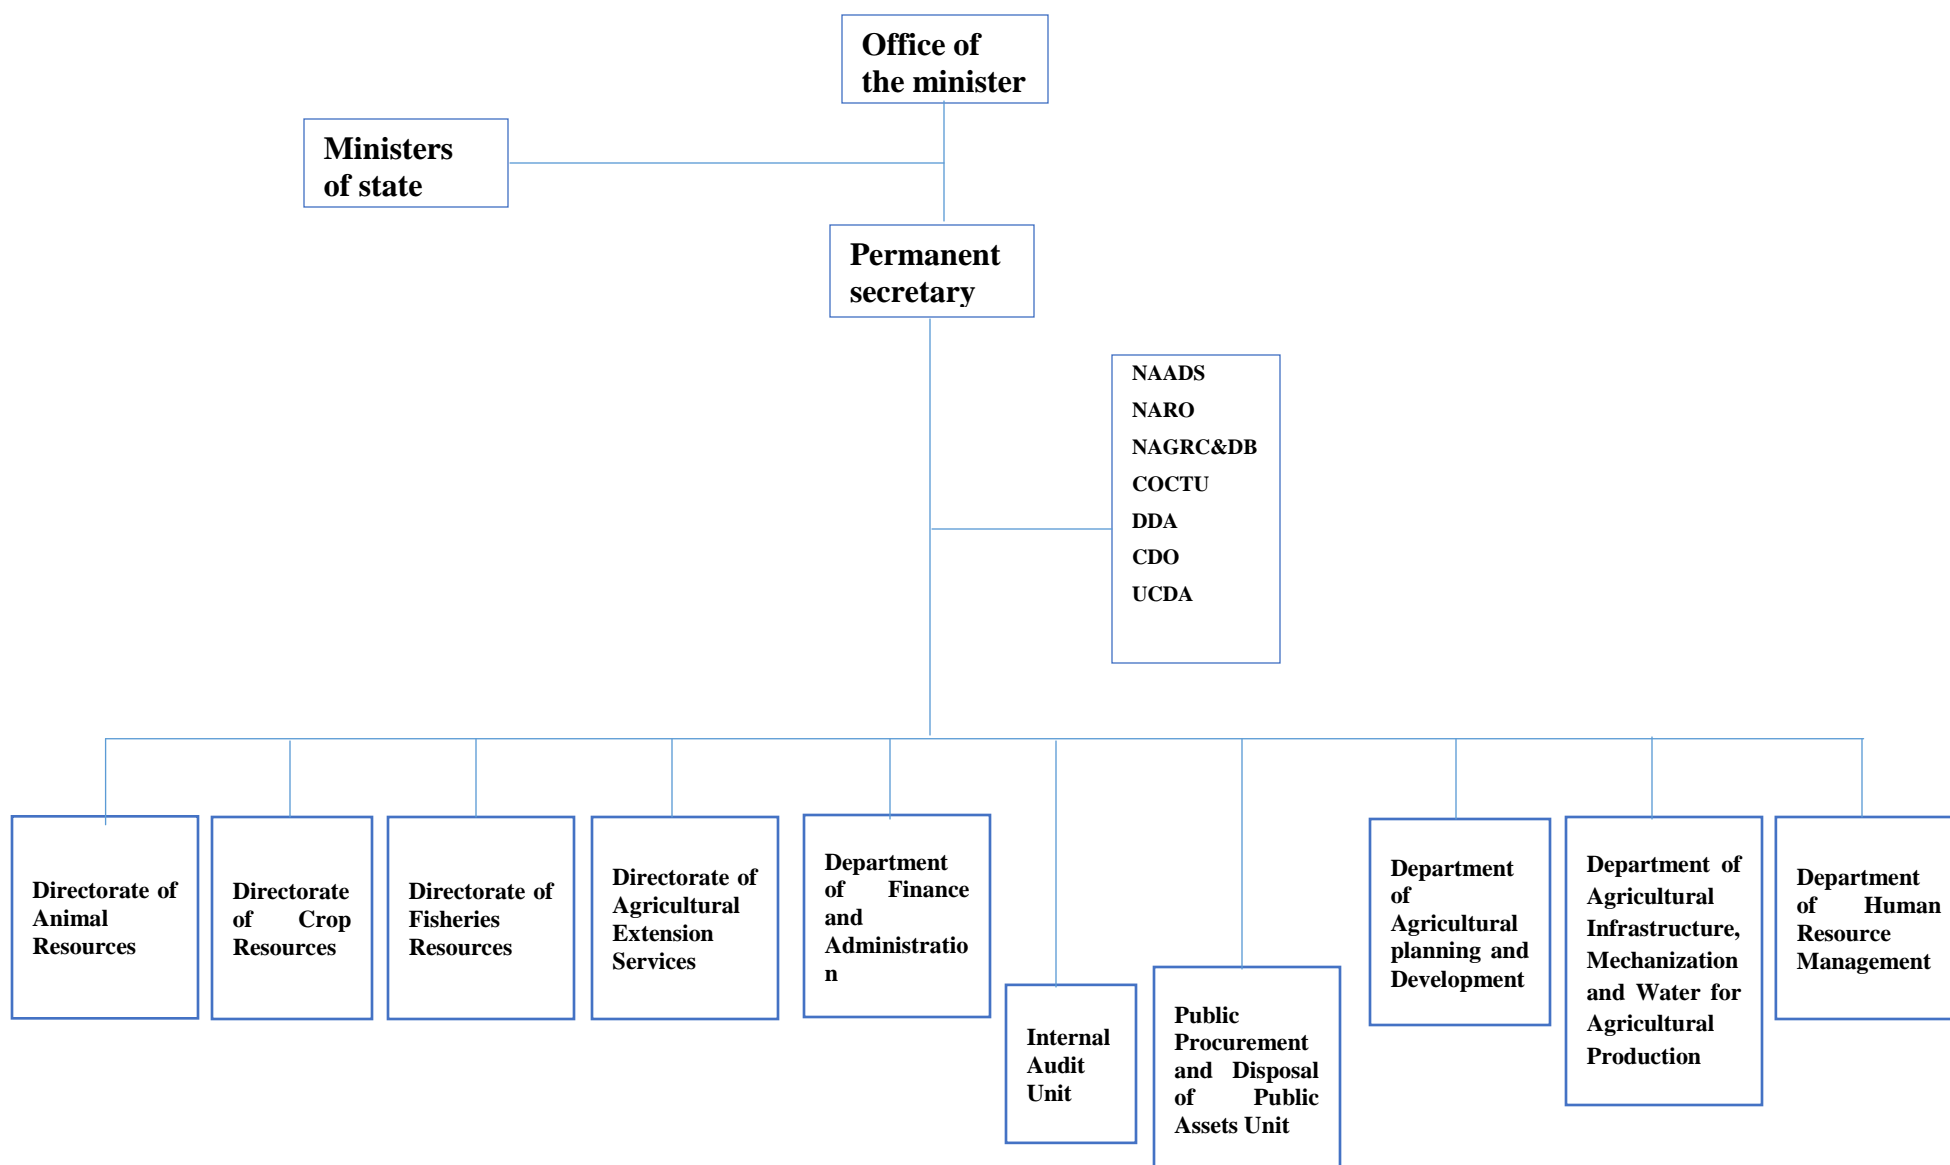 Office of
the minister
Ministers
of state
Permanent
secretary
NAADS
NARO
NAGRC&DB
COCTU
DDA
CDO
UCDA
Directorate of
Animal
Resources
Directorate
of Crop
Resources
Directorate of
Fisheries
Resources
Directorate of
Agricultural
Extension
Services
Department
of Finance
and
Administratio
n
Internal
Audit
Unit
Public
Procurement
and Disposal
of Public
Assets Unit
Department
of
Agricultural
planning and
Development
Department of
Agricultural
Infrastructure,
Mechanization
and Water for
Agricultural
Production
Department
of Human
Resource
Management